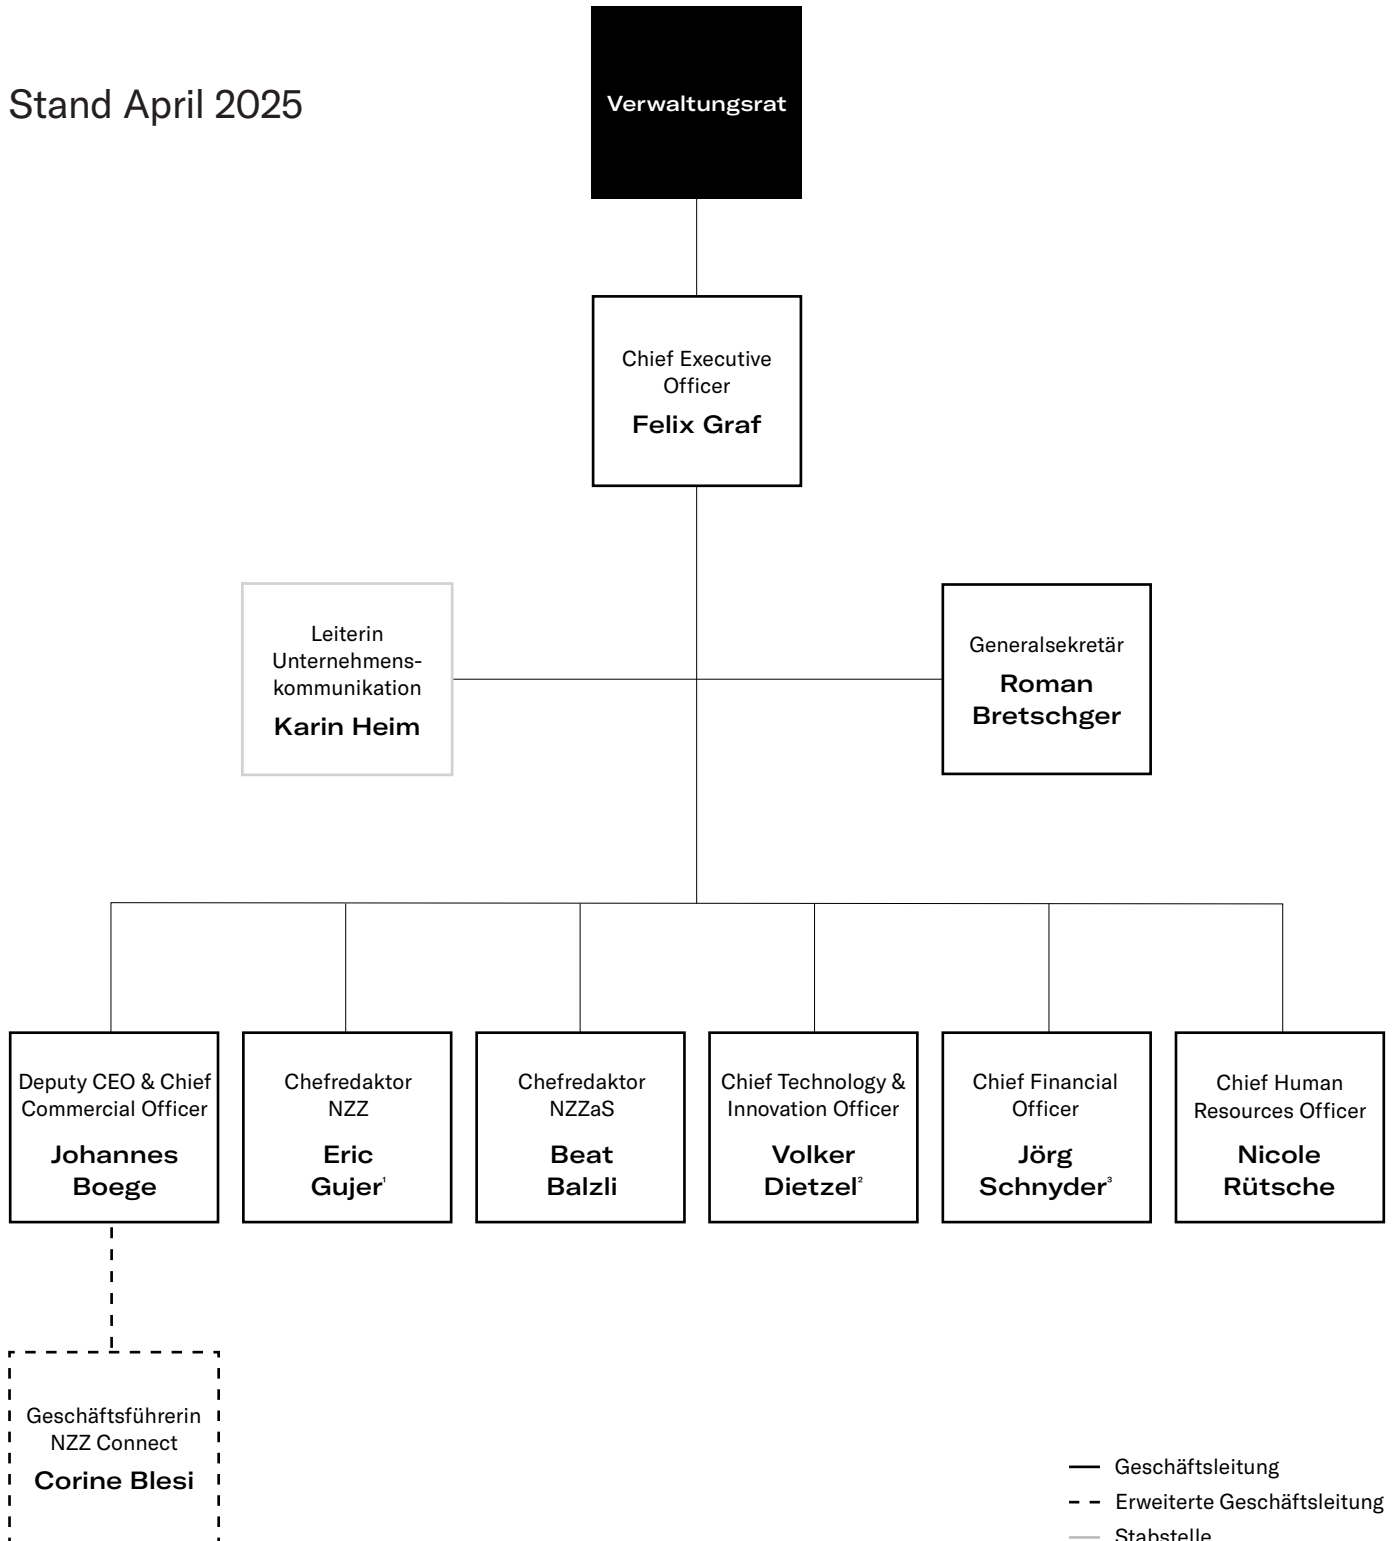 Stand April 2025
Verwaltungsrat
Chief Executive
Officer
Felix Graf
Leiterin
Unternehmens-
kommunikation
Karin Heim
Generalsekretär
Roman
Bretschger
Deputy CEO & Chief
Commercial Officer
Johannes
Boege
Chefredaktor
NZZ
Eric
Gujer¹
Chefredaktor
NZZaS
Beat
Balzli
Chief Technology &
Innovation Officer
Volker
Dietzel²
Chief Financial
Officer
Jörg
Schnyder³
Chief Human
Resources Officer
Nicole
Rütsche
Geschäftsführerin
NZZ Connect
Corine Blesi
Geschäftsleitung
Erweiterte Geschäftsleitung
Stabstelle